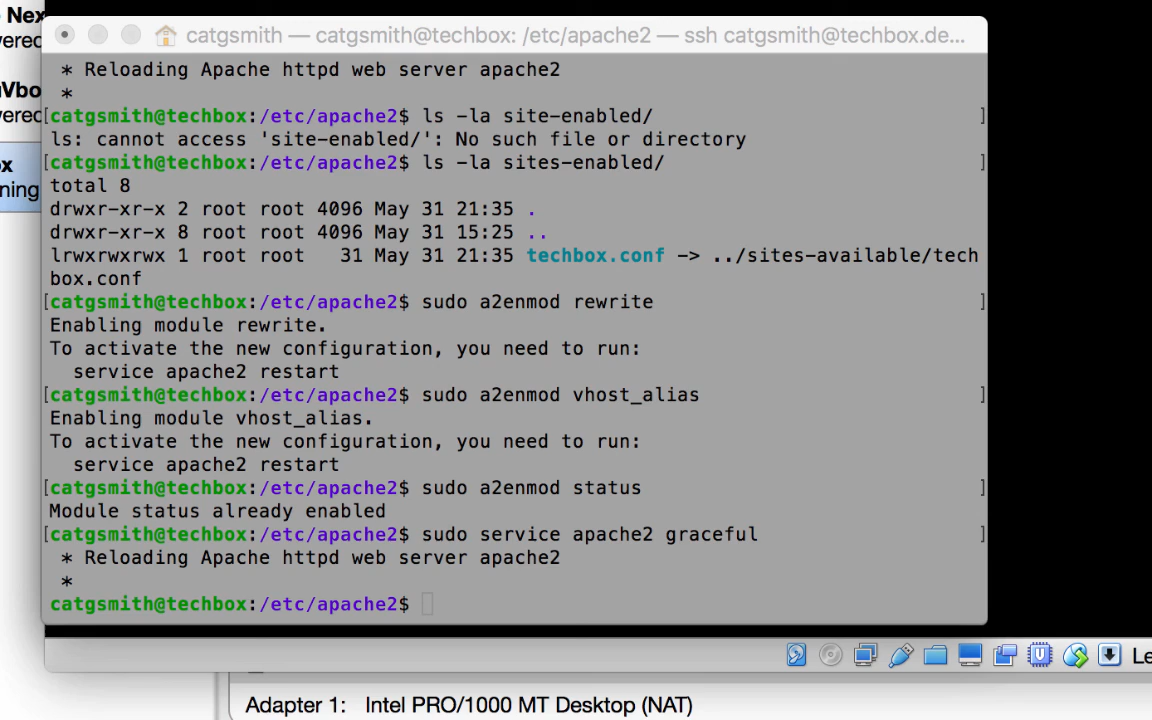 Nex
catgsmith — catgsmith@techbox: /etc/apache2 — ssh catgsmith@techbox.de...
vered
* Reloading Apache httpd web server apache2
*
Vbo
vered
[catgsmith@techbox:/etc/apache2$ ls -la site-enabled/ ]
ls: cannot access 'site-enabled/': No such file or directory
[catgsmith@techbox:/etc/apache2$ ls -la sites-enabled/ ]
ox
ning
total 8
drwxr-xr-x 2 root root 4096 May 31 21:35 .
drwxr-xr-x 8 root root 4096 May 31 15:25 ..
lrwxrwxrwx 1 root root   31 May 31 21:35 techbox.conf -> ../sites-available/tech
box.conf
[catgsmith@techbox:/etc/apache2$ sudo a2enmod rewrite ]
Enabling module rewrite.
To activate the new configuration, you need to run:
  service apache2 restart
[catgsmith@techbox:/etc/apache2$ sudo a2enmod vhost_alias ]
Enabling module vhost_alias.
To activate the new configuration, you need to run:
  service apache2 restart
[catgsmith@techbox:/etc/apache2$ sudo a2enmod status ]
Module status already enabled
[catgsmith@techbox:/etc/apache2$ sudo service apache2 graceful ]
* Reloading Apache httpd web server apache2
*
catgsmith@techbox:/etc/apache2$
Le
Adapter 1: Intel PRO/1000 MT Desktop (NAT)